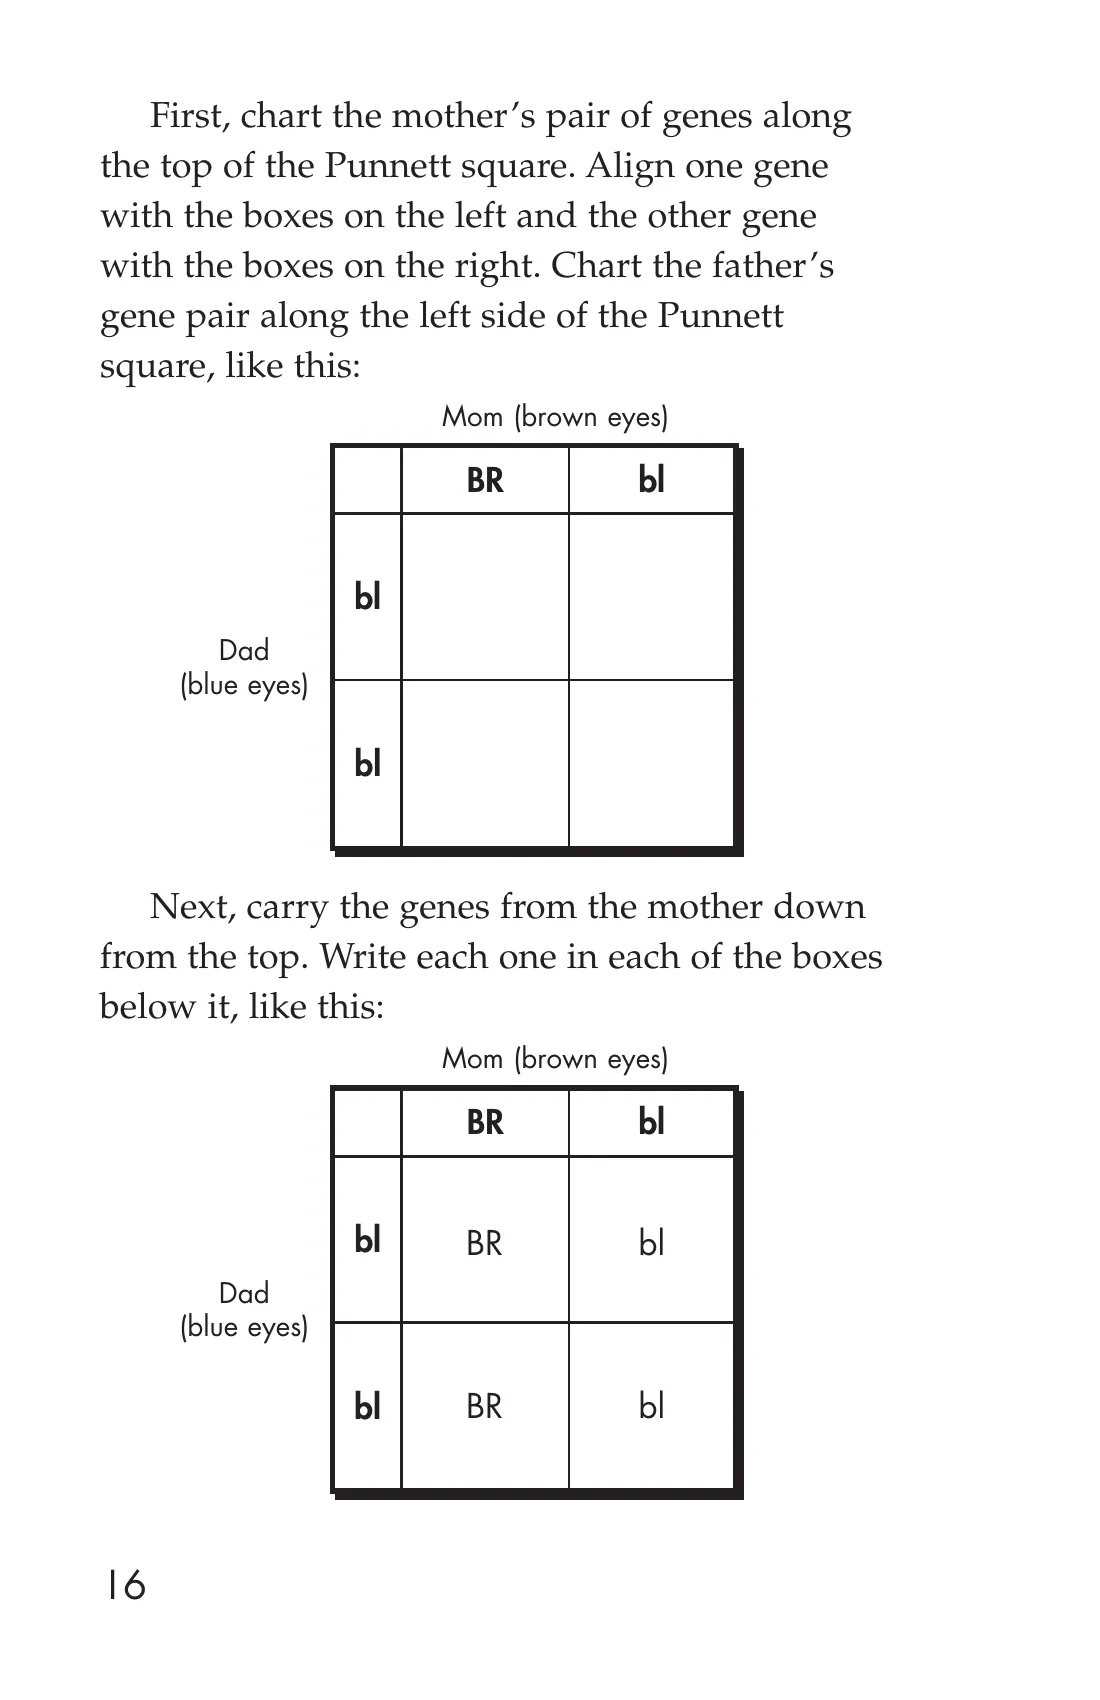 First, chart the mother’s pair of genes along
the top of the Punnett square. Align one gene
with the boxes on the left and the other gene
with the boxes on the right. Chart the father’s
gene pair along the left side of the Punnett
square, like this:
Mom (brown eyes)
BR bl
bl
Dad
(blue eyes)
bl
Next, carry the genes from the mother down
from the top. Write each one in each of the boxes
below it, like this:
Mom (brown eyes)
BR bl
bl BR bl
Dad
(blue eyes)
bl BR bl
16